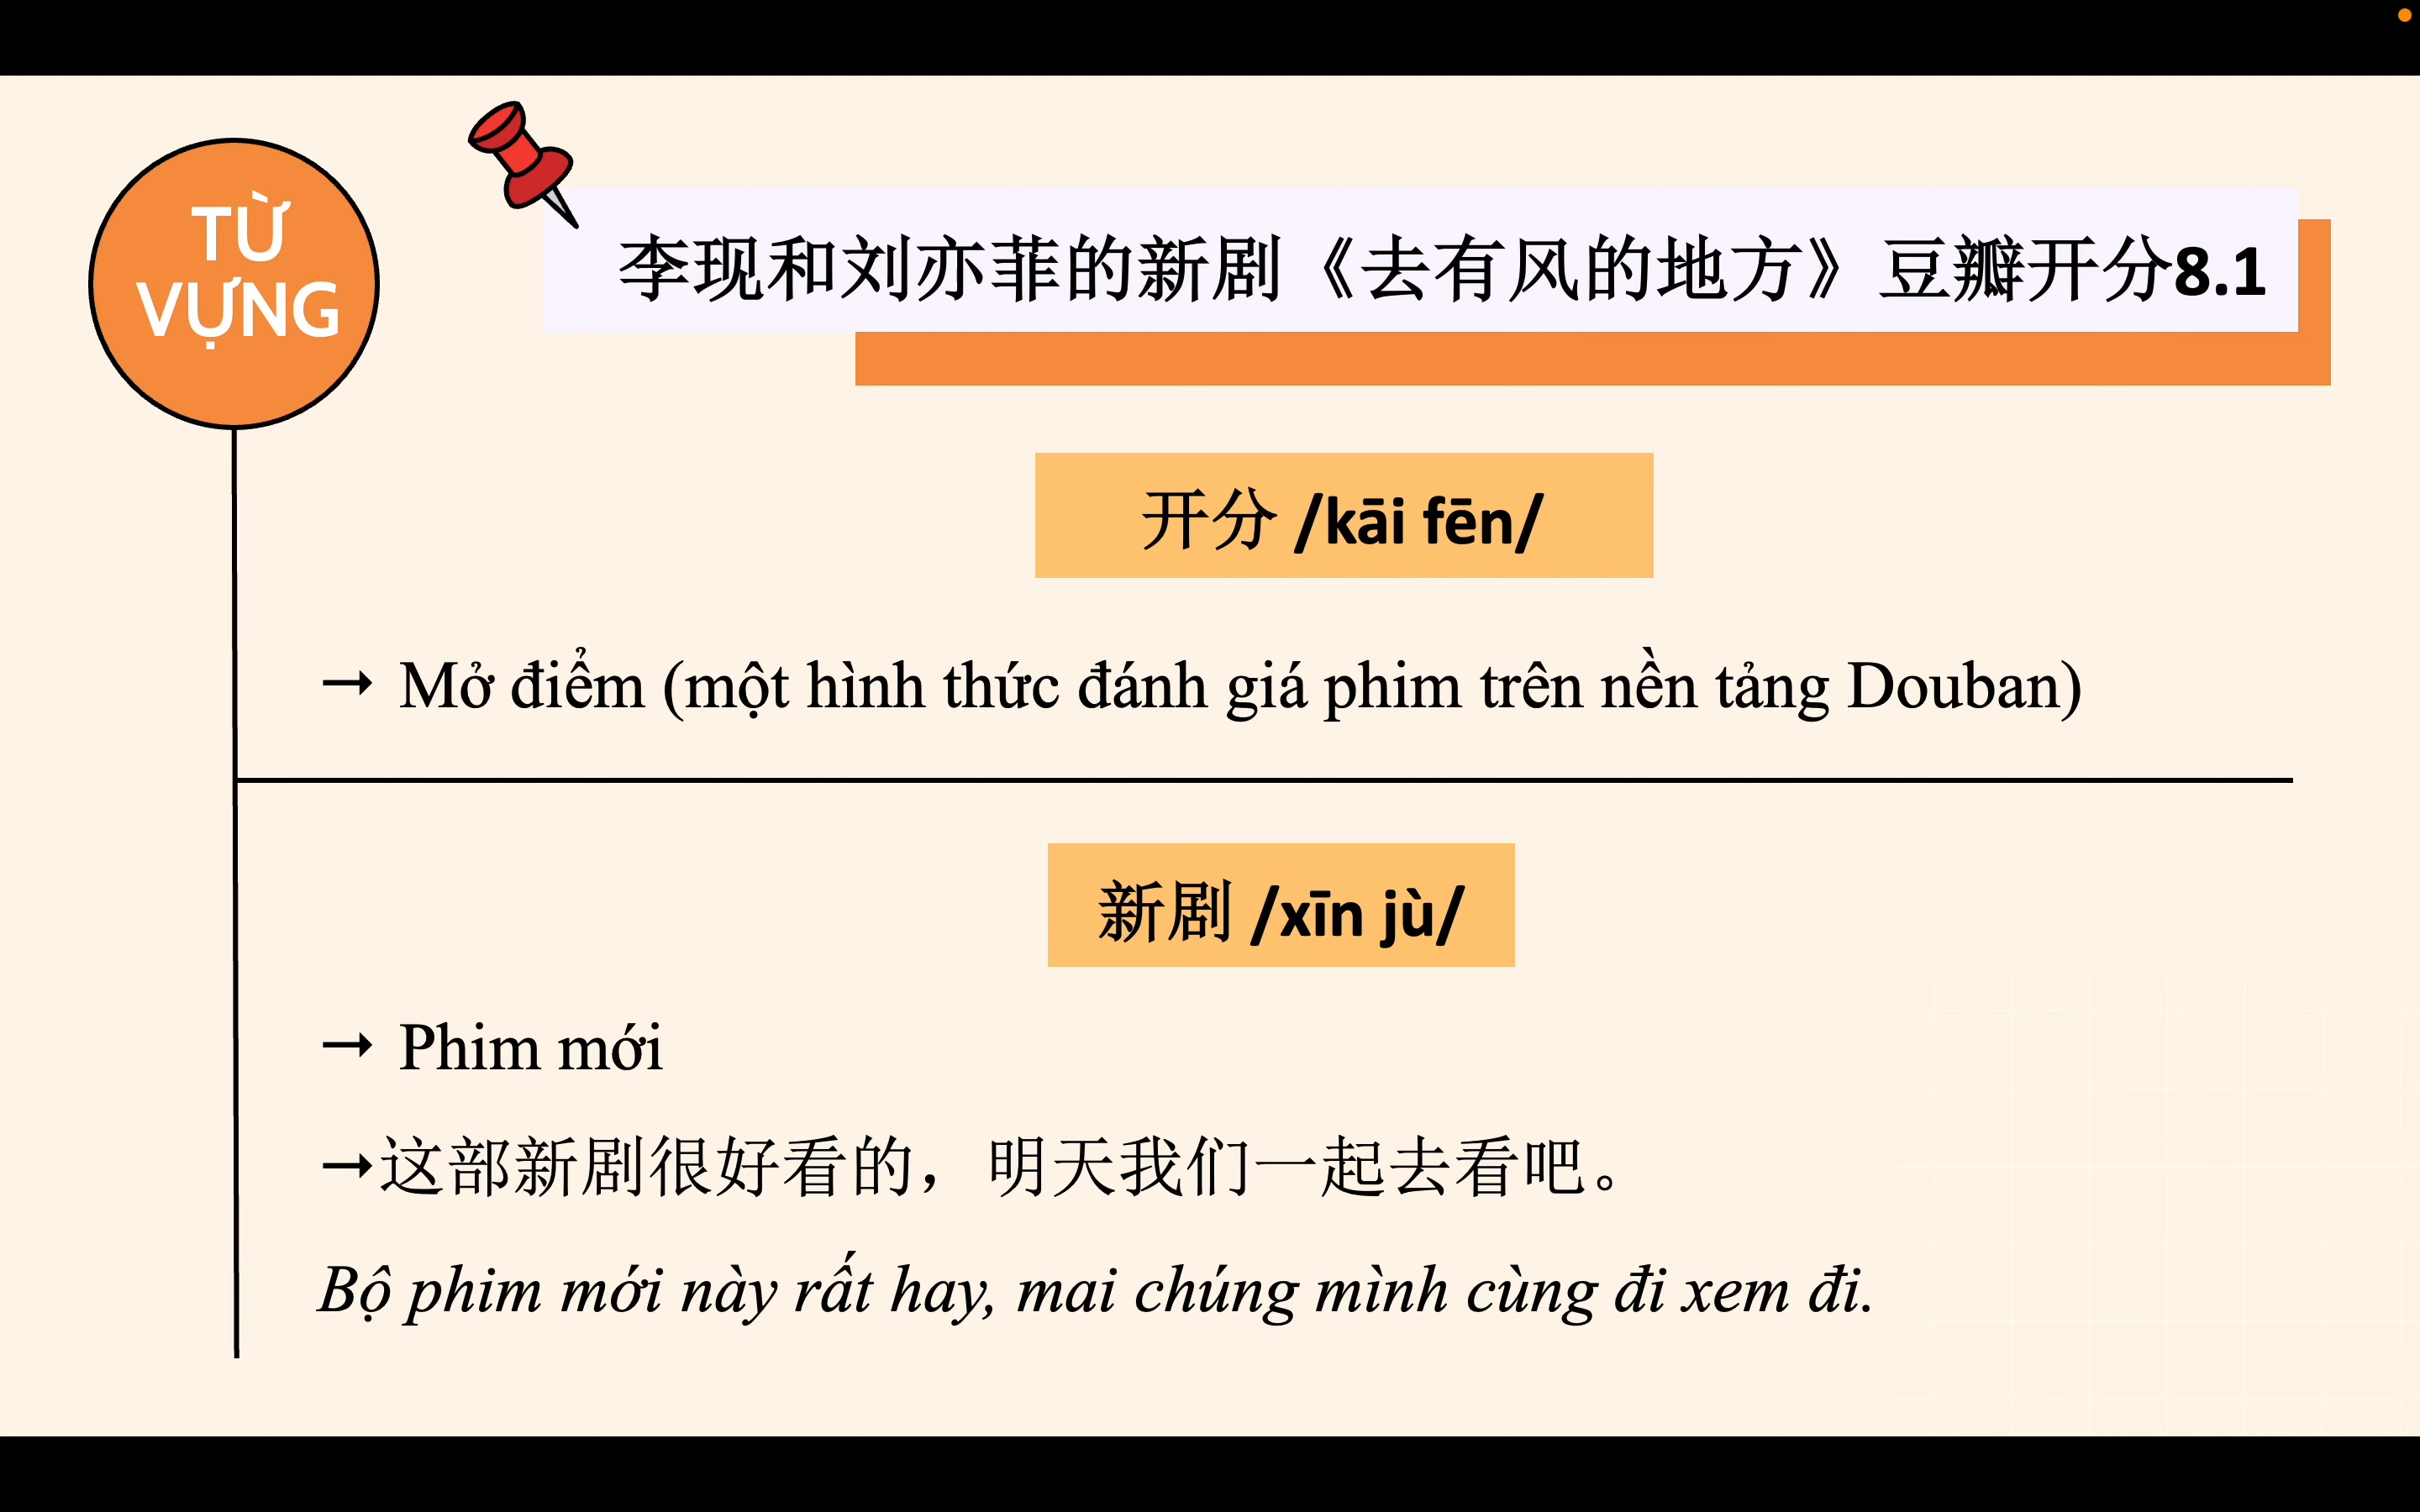 TỪ
VỰNG
李现和刘亦菲的新剧《去有风的地方》 豆瓣开分8.1
开分 /kāi fēn/
→ Mở điểm (một hình thức đánh giá phim trên nền tảng Douban)
新剧 /xīn jù/
→ Phim mới
→这部新剧很好看的， 明天我们一起去看吧。
Bộ phim mới này rất hay, mai chúng mình cùng đi xem đi.